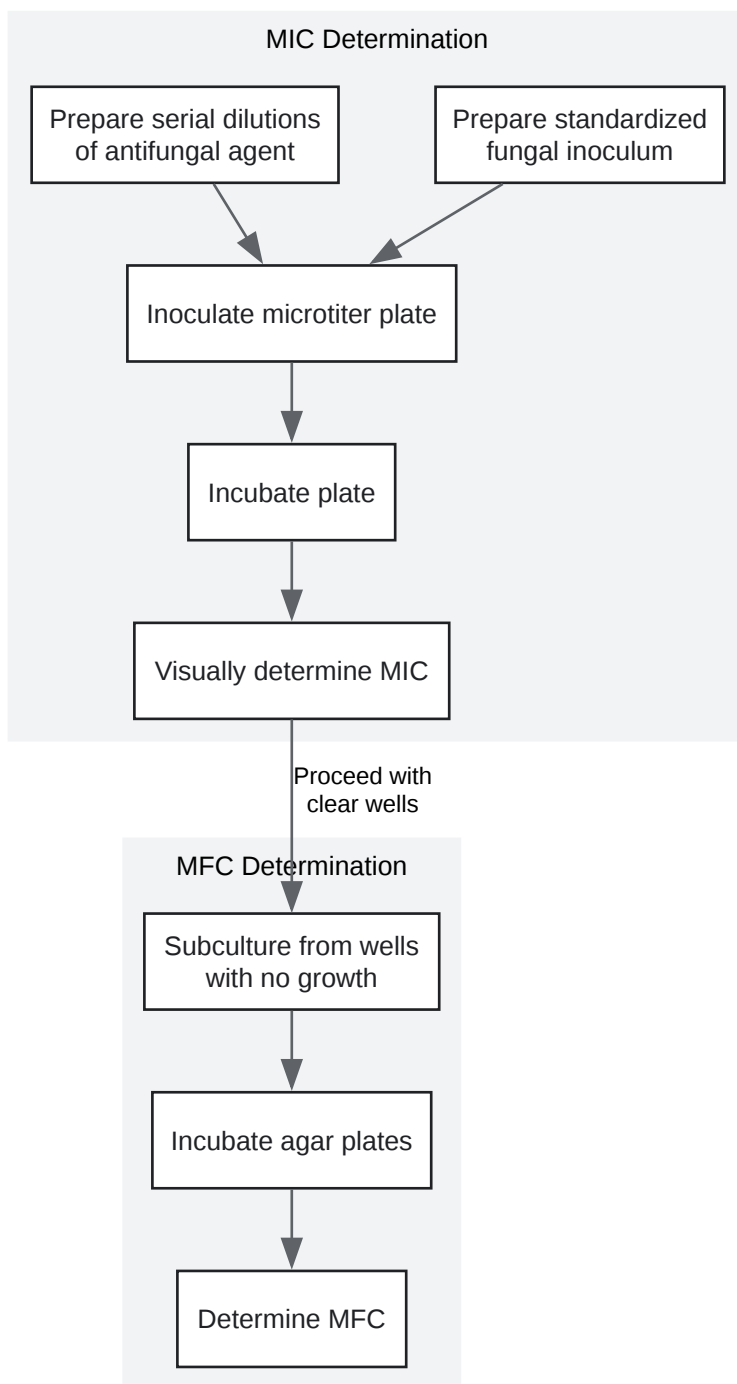 MIC Determination
Prepare serial dilutions
of antifungal agent
Prepare standardized
fungal inoculum
Inoculate microtiter plate
Incubate plate
Visually determine MIC
Proceed with
clear wells
MFC Determination
Subculture from wells
with no growth
Incubate agar plates
Determine MFC